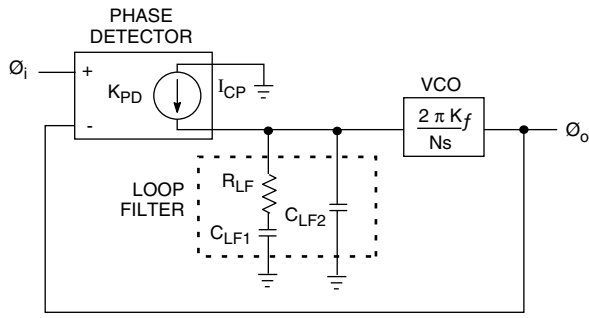 PHASE
DETECTOR
Øi
+
KPD
ICP
-
VCO
2 π Kf
Ns
Øo
LOOP
FILTER
RLF
CLF1
CLF2